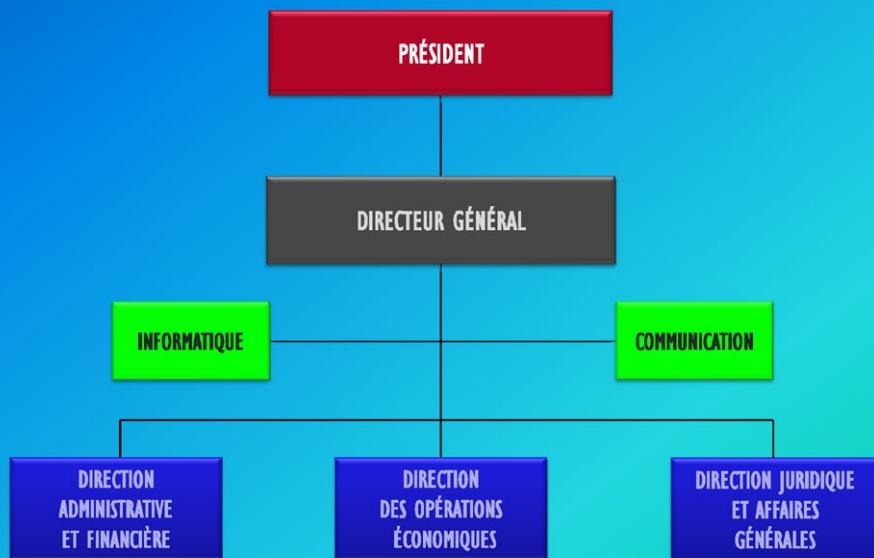 PRÉSIDENT
DIRECTEUR GÉNÉRAL
INFORMATIQUE
COMMUNICATION
DIRECTION
ADMINISTRATIVE
ET FINANCIÈRE
DIRECTION
DES OPÉRATIONS
ÉCONOMIQUES
DIRECTION JURIDIQUE
ET AFFAIRES
GÉNÉRALES